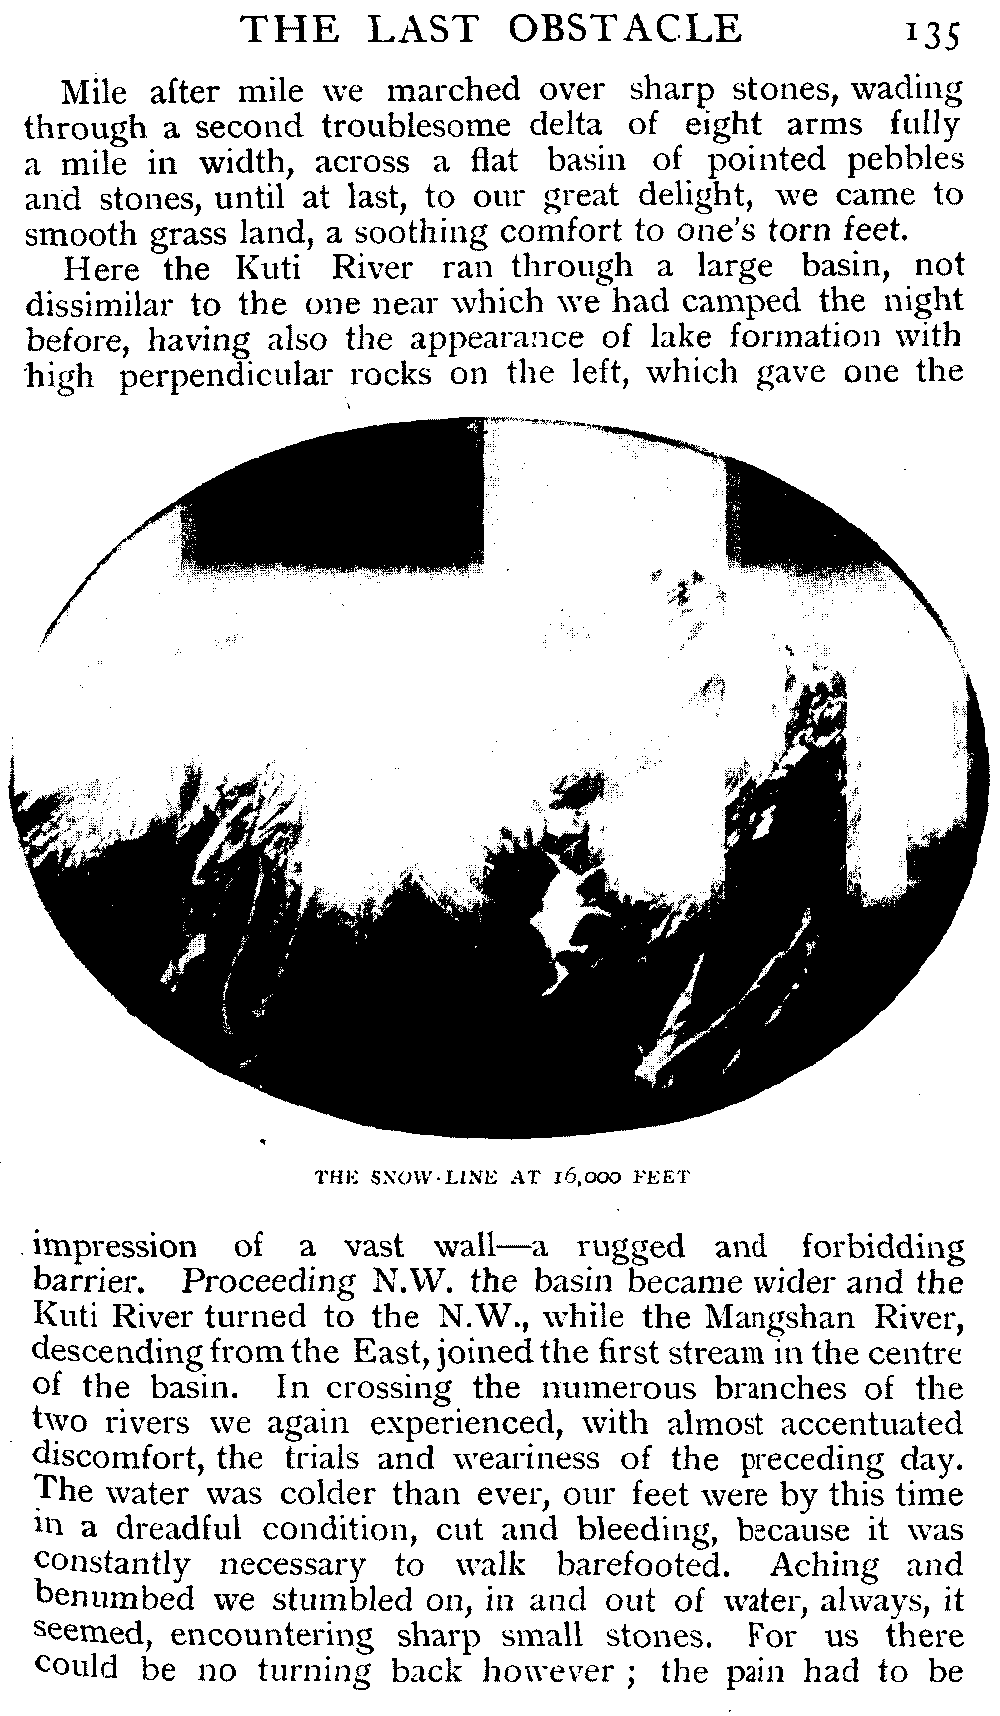 THE LAST OBSTACLE 135
Mile after mile we marched over sharp stones, wading
through a second troublesome delta of eight arms fully
a mile in width, across a flat basin of pointed pebbles
and stones, until at last, to our great delight, we came to
smooth grass land, a soothing comfort to one's torn feet.
Here the Kuti River ran through a large basin, not
dissimilar to the one near which we had camped the night
before, having also the appearance of lake formation with
high perpendicular rocks on the left, which gave one the
THE SNOW-LINE AT 16,000 FEET
impression of a vast wall—a rugged and forbidding
barrier. Proceeding N.W. the basin became wider and the
Kuti River turned to the N.W., while the Mangshan River,
descending from the East, joined the first stream in the centre
of the basin. In crossing the numerous branches of the
two rivers we again experienced, with almost accentuated
discomfort, the trials and weariness of the preceding day.
The water was colder than ever, our feet were by this time
in a dreadful condition, cut and bleeding, because it was
constantly necessary to walk barefooted. Aching and
benumbed we stumbled on, in and out of water, always, it
seemed, encountering sharp small stones. For us there
could be no turning back however ; the pain had to be